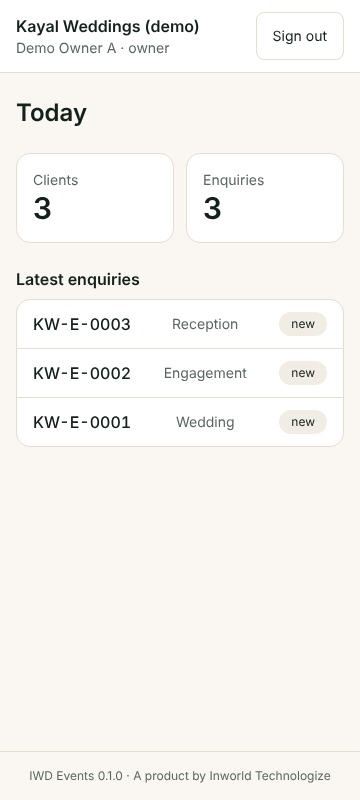 Kayal Weddings (demo)
Demo Owner A · owner
Sign out
Today
Clients
3
Enquiries
3
Latest enquiries
KW-E-0003 Reception new
KW-E-0002 Engagement new
KW-E-0001 Wedding new
IWD Events 0.1.0 · A product by Inworld Technologize